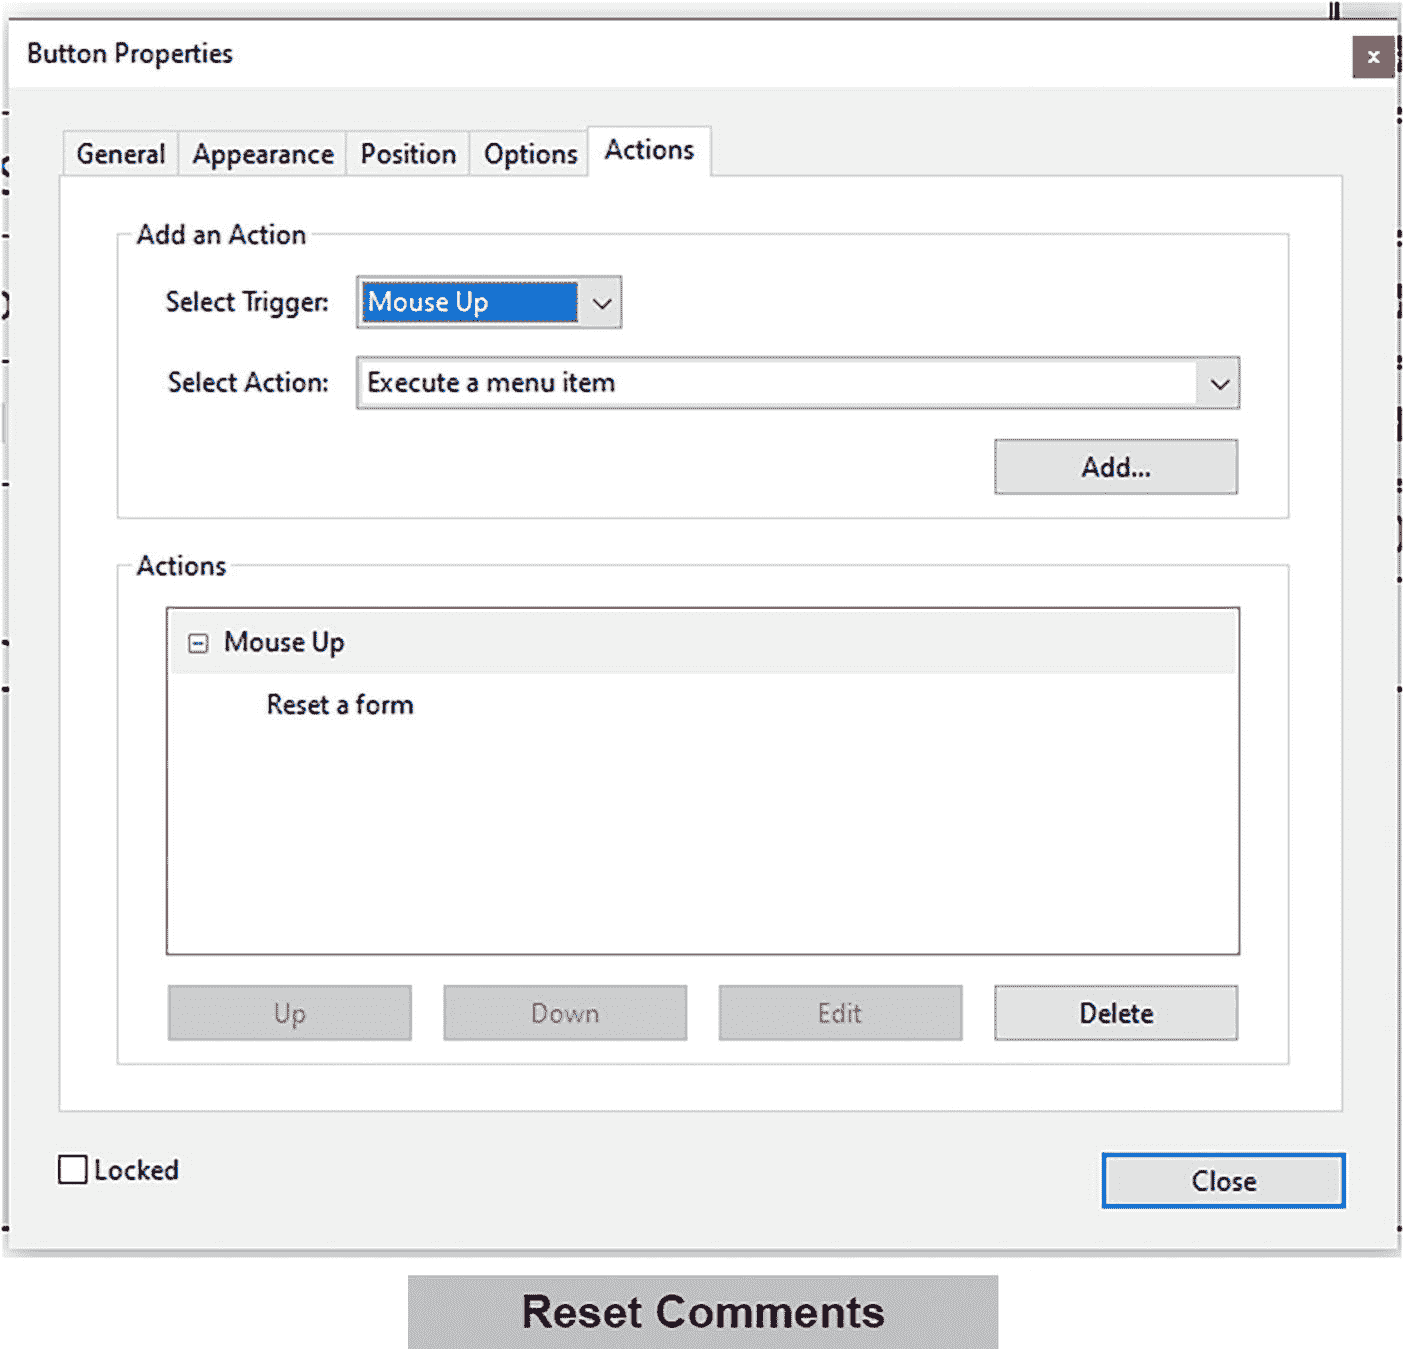 Button Properties
x
General Appearance Position Options Actions
Add an Action
Select Trigger: Mouse Up
Select Action: Execute a menu item
Add...
Actions
Mouse Up
Reset a form
Up Down Edit Delete
Locked
Close
Reset Comments